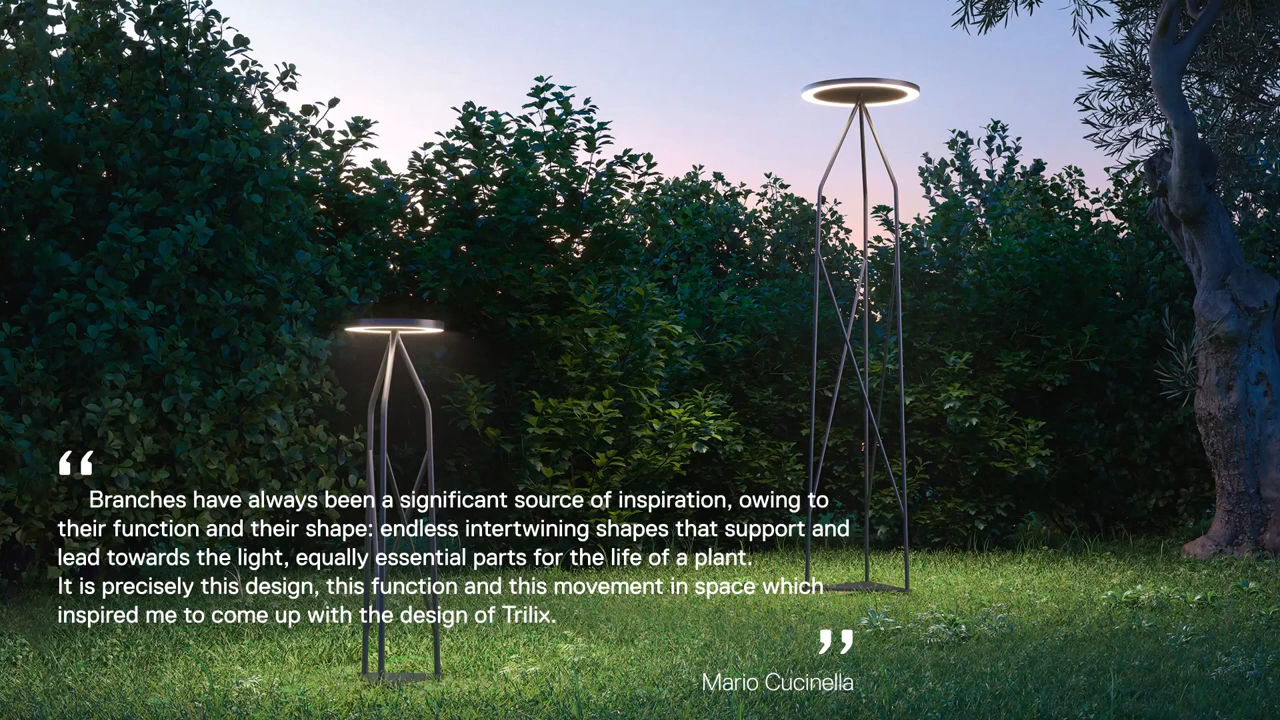 “
Branches have always been a significant source of inspiration, owing to
their function and their shape: endless intertwining shapes that support and
lead towards the light, equally essential parts for the life of a plant.
It is precisely this design, this function and this movement in space which
inspired me to come up with the design of Trilix.
”
Mario Cucinella